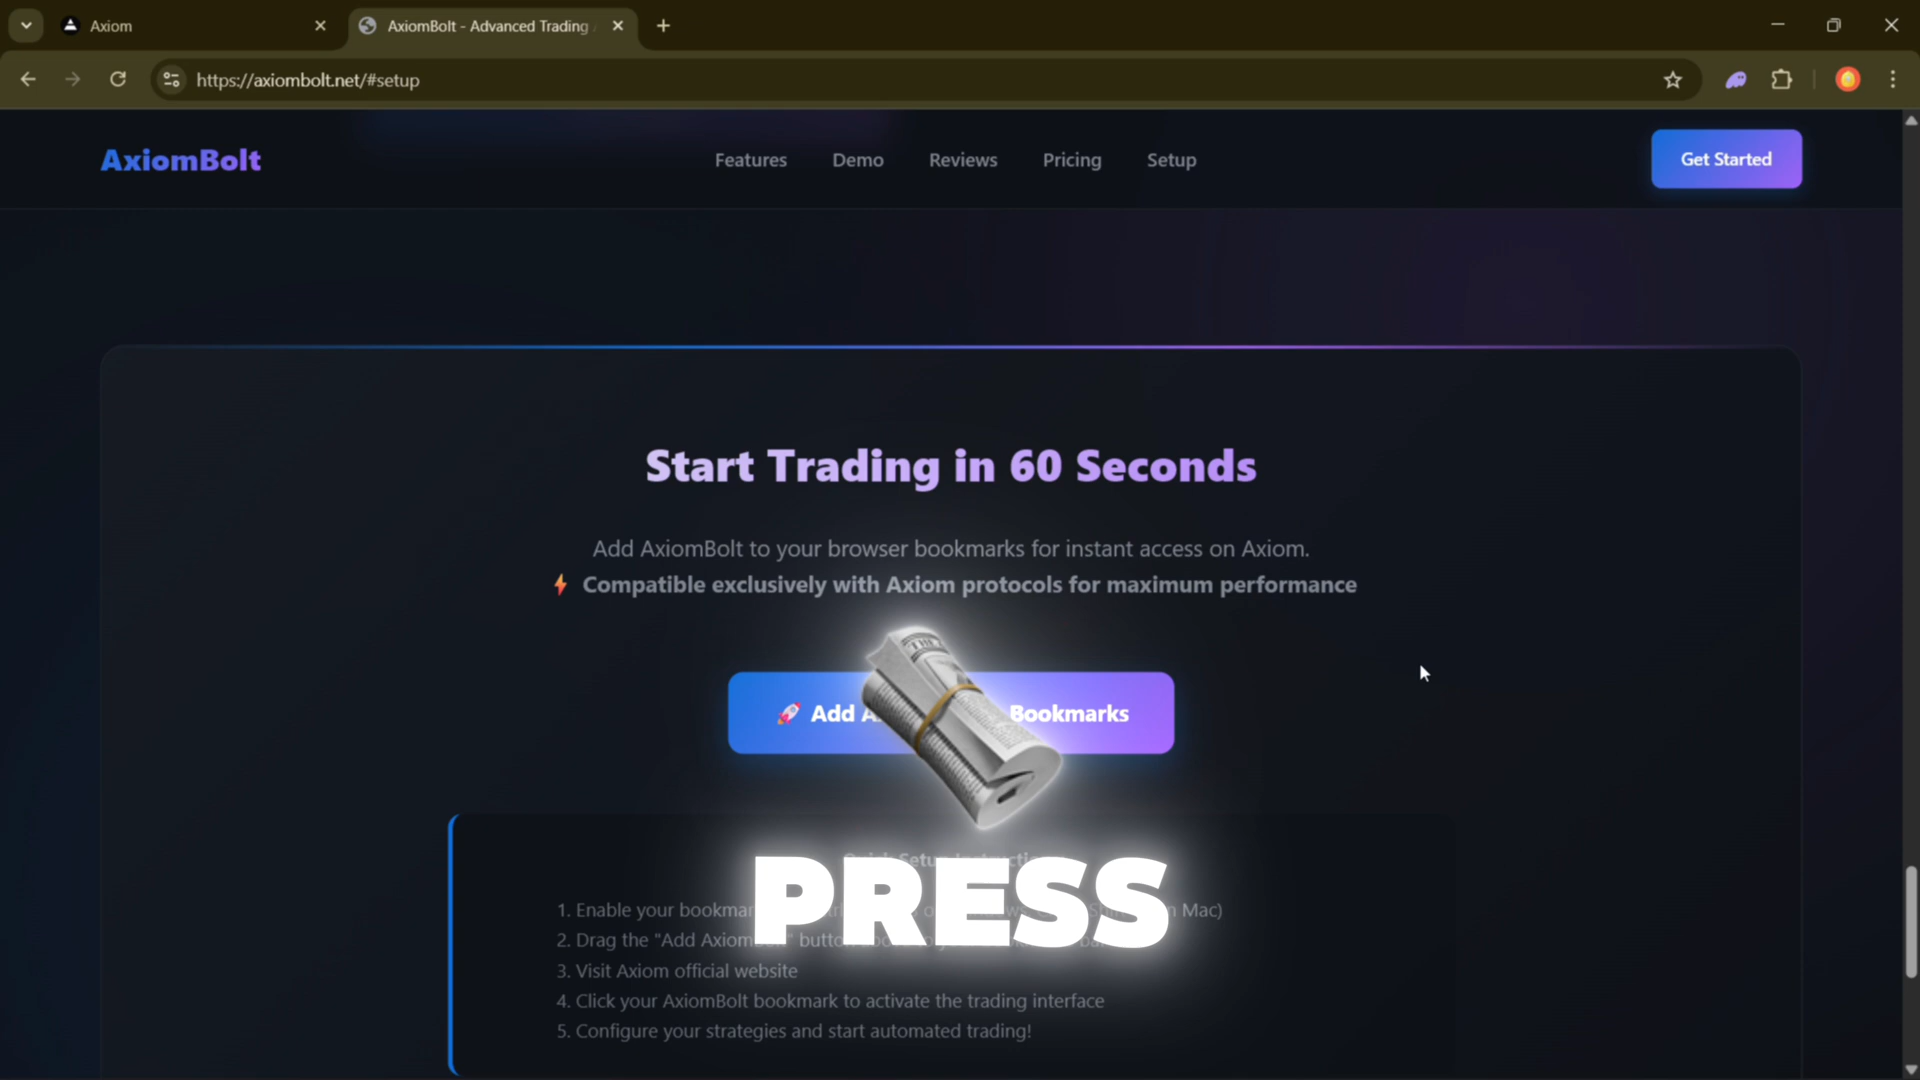 Axiom
AxiomBolt - Advanced Trading
https://axiombolt.net/#setup
AxiomBolt
Features
Demo
Reviews
Pricing
Setup
Get Started
Start Trading in 60 Seconds
Add AxiomBolt to your browser bookmarks for instant access on Axiom.
Compatible exclusively with Axiom protocols for maximum performance
Add
Bookmarks
PRESS
1. Enable your Mac)
2. Drag the "Add
3. Visit Axiom official website
4. Click your AxiomBolt bookmark to activate the trading interface
5. Configure your strategies and start automated trading!